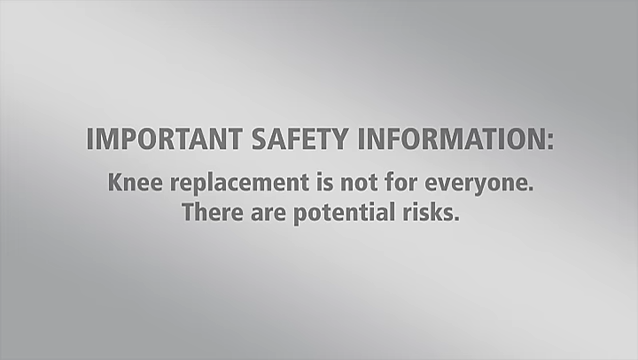 IMPORTANT SAFETY INFORMATION:
Knee replacement is not for everyone.
There are potential risks.